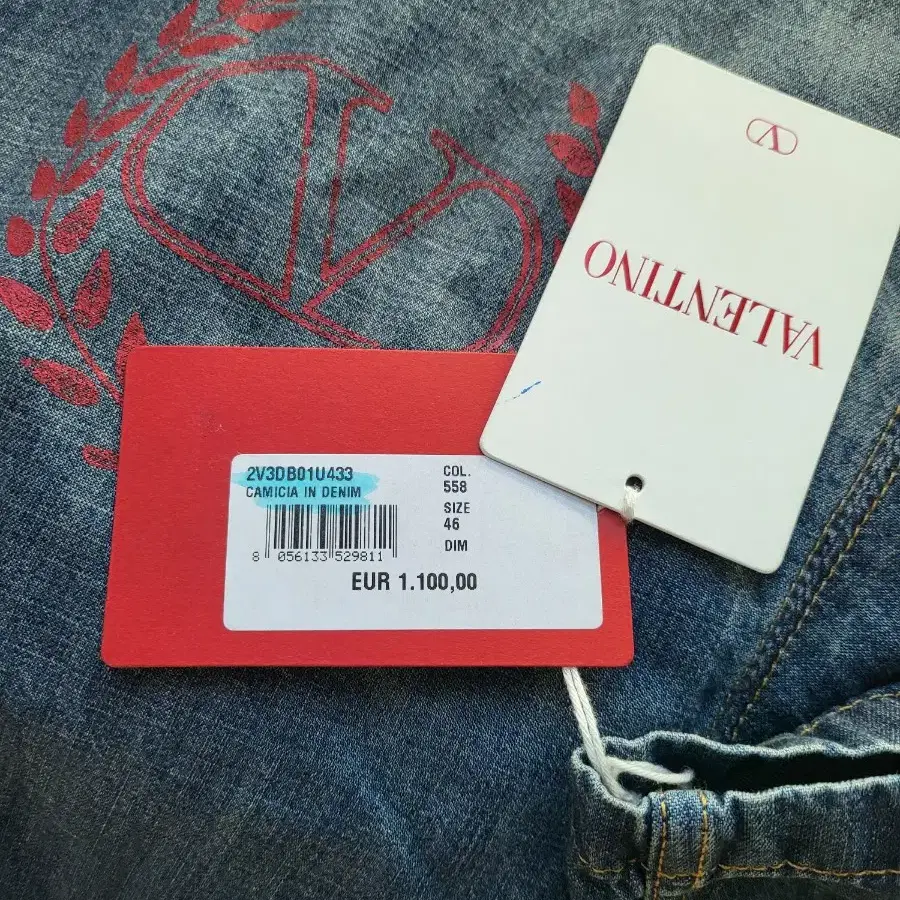 VALENTINO
2V3DB01U433
CAMICIA IN DENIM
8 056133 529811
COL.
558
SIZE
46
DIM
EUR 1.100,00